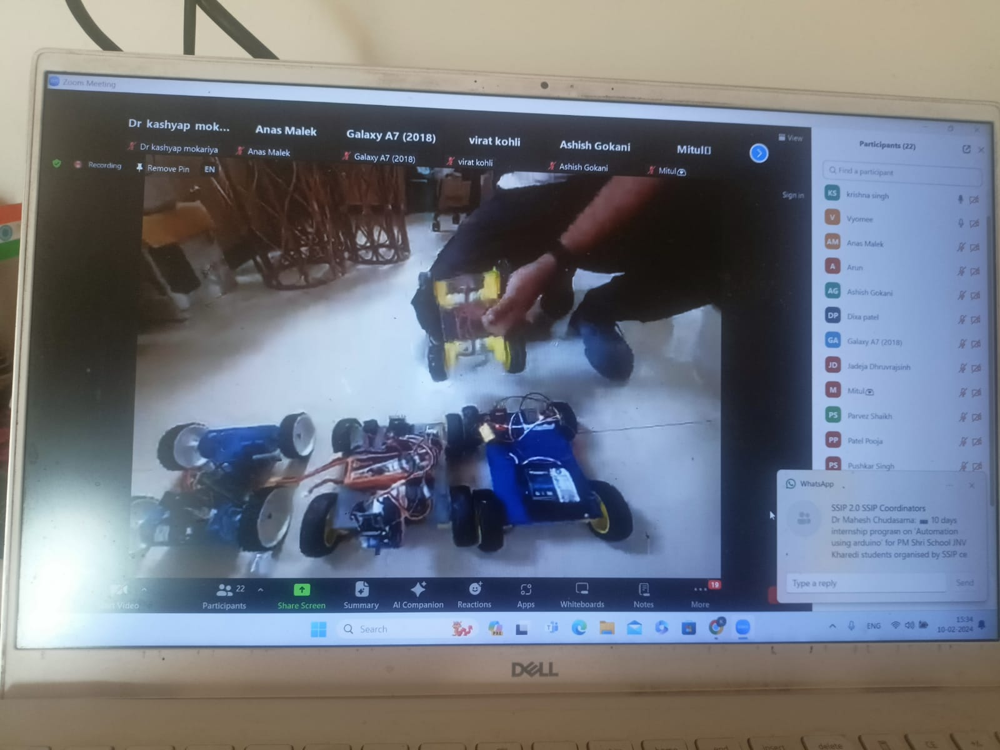 Zoom Meeting
Dr kashyap mok...
Anas Malek
Galaxy A7 (2018)
virat kohli
Ashish Gokani
Mitul
View
Dr kashyap mokariya
Anas Malek
Galaxy A7 (2018)
virat kohli
Ashish Gokani
Mitul
Recording
Remove Pin
EN
Sign in
Participants (22)
Find a participant
KS krishna singh
V Vyomee
AM Anas Malek
A Arun
AG Ashish Gokani
DP Dixa patel
GA Galaxy A7 (2018)
JD Jadeja Dhruvrajsinh
M Mitul
PS Parvez Shaikh
PP Patel Pooja
PS Pushkar Singh
WhatsApp
SSIP 2.0 SSIP Coordinators
Dr Mahesh Chudasama: 10 days
internship program on 'Automation
using arduino' for PM Shri School JNV
Kharedi students organised by SSIP ce
Type a reply
Send
Video
22
Participants
Share Screen
Summary
AI Companion
Reactions
Apps
Whiteboards
Notes
19
More
Search
PRE
ENG
15:34
10-02-2024
DELL
insert
delete